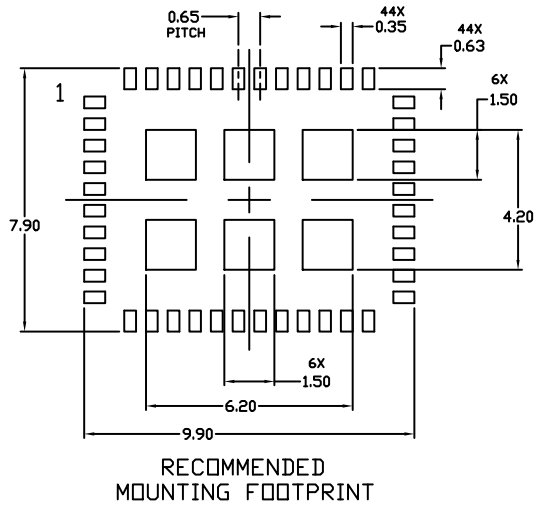 0.65
PITCH
44X
0.35
44X
0.63
1
6X
1.50
7.90
4.20
6X
1.50
6.20
9.90
RECOMMENDED
MOUNTING FOOTPRINT